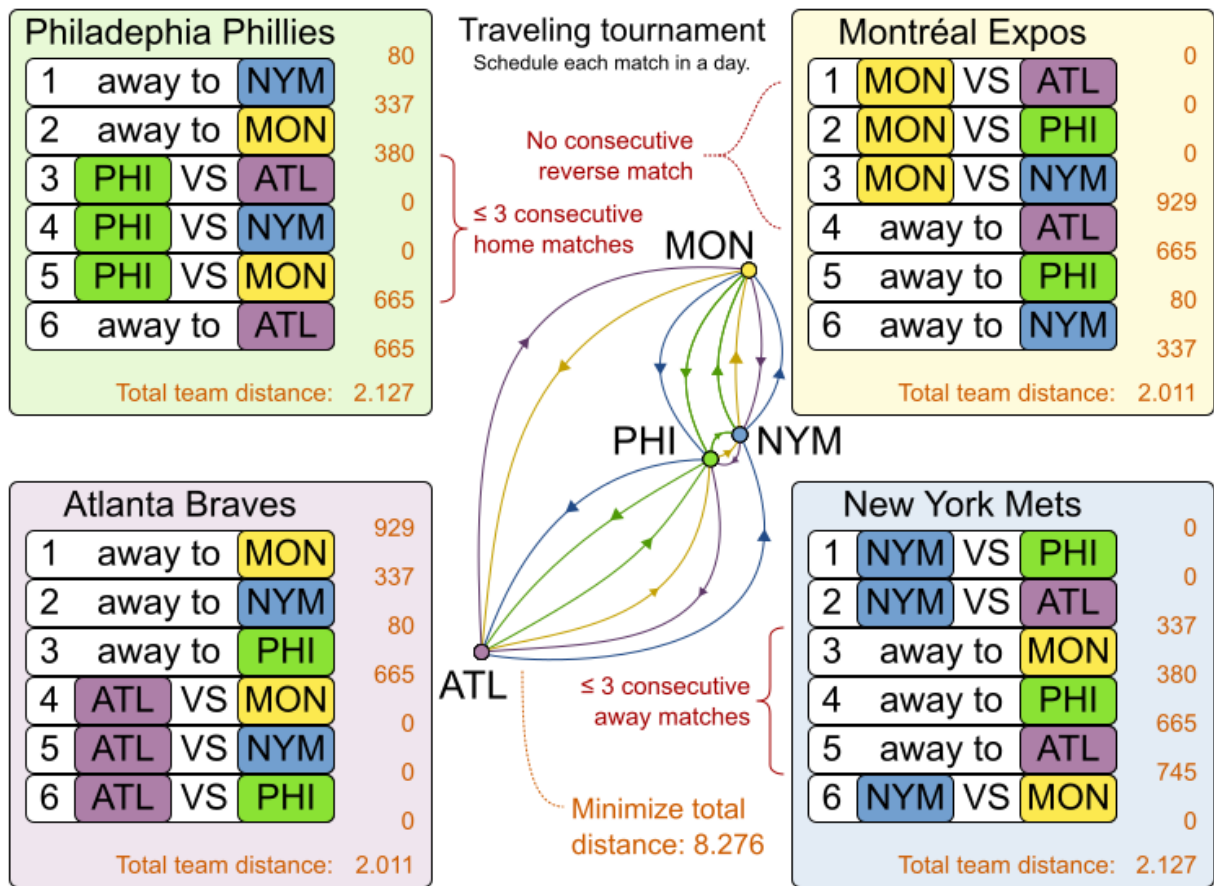 Philadephia Phillies
80
1 away to NYM
337
2 away to MON
380
3 PHI VS ATL
0
4 PHI VS NYM
0
5 PHI VS MON
665
6 away to ATL
665
Total team distance: 2.127
Traveling tournament
Schedule each match in a day.
No consecutive
reverse match
≤ 3 consecutive
home matches
Montréal Expos
0
1 MON VS ATL
0
2 MON VS PHI
0
3 MON VS NYM
929
4 away to ATL
665
5 away to PHI
80
6 away to NYM
337
Total team distance: 2.011
MON
PHI
NYM
ATL
Atlanta Braves
929
1 away to MON
337
2 away to NYM
80
3 away to PHI
665
4 ATL VS MON
0
5 ATL VS NYM
0
6 ATL VS PHI
0
Total team distance: 2.011
≤ 3 consecutive
away matches
Minimize total
distance: 8.276
New York Mets
0
1 NYM VS PHI
0
2 NYM VS ATL
337
3 away to MON
380
4 away to PHI
665
5 away to ATL
745
6 NYM VS MON
0
Total team distance: 2.127